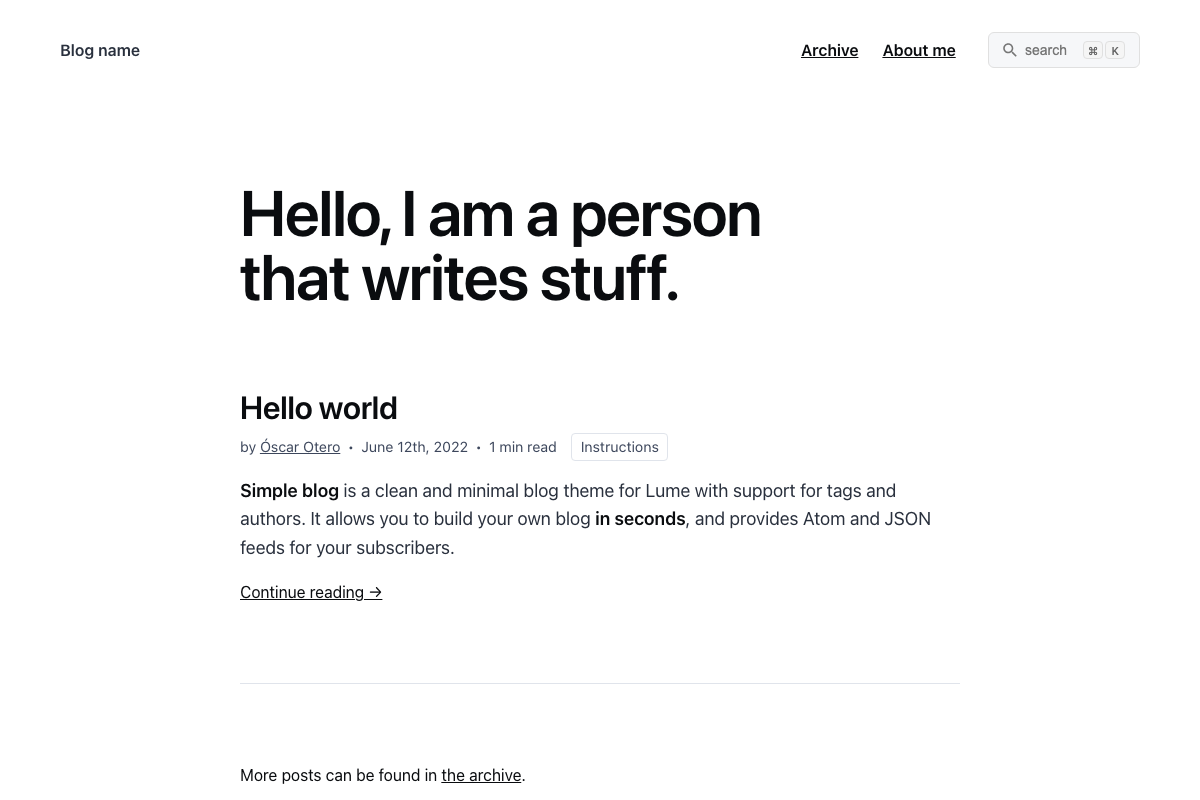 Blog name
Archive About me search ⌘ K
Hello, I am a person
that writes stuff.
Hello world
by Óscar Otero • June 12th, 2022 • 1 min read Instructions
Simple blog is a clean and minimal blog theme for Lume with support for tags and
authors. It allows you to build your own blog in seconds, and provides Atom and JSON
feeds for your subscribers.
Continue reading →
More posts can be found in the archive.